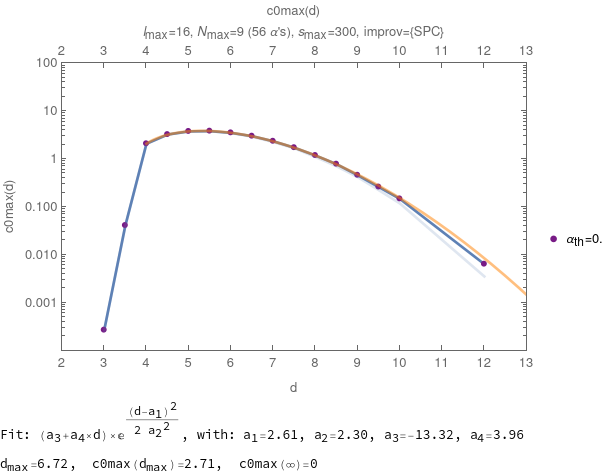 c0max(d)
lmax=16, Nmax=9 (56 α's), smax=300, improv={SPC}
2 3 4 5 6 7 8 9 10 11 12 13
100
10
1
0.100
0.010
0.001
c0max(d)
αth=0.
2 3 4 5 6 7 8 9 10 11 12 13
d
Fit: (a3+a4×d)×e^((d-a1)^2/(2 a2^2)), with: a1=2.61, a2=2.30, a3=-13.32, a4=3.96
dmax=6.72, c0max(dmax)=2.71, c0max(∞)=0